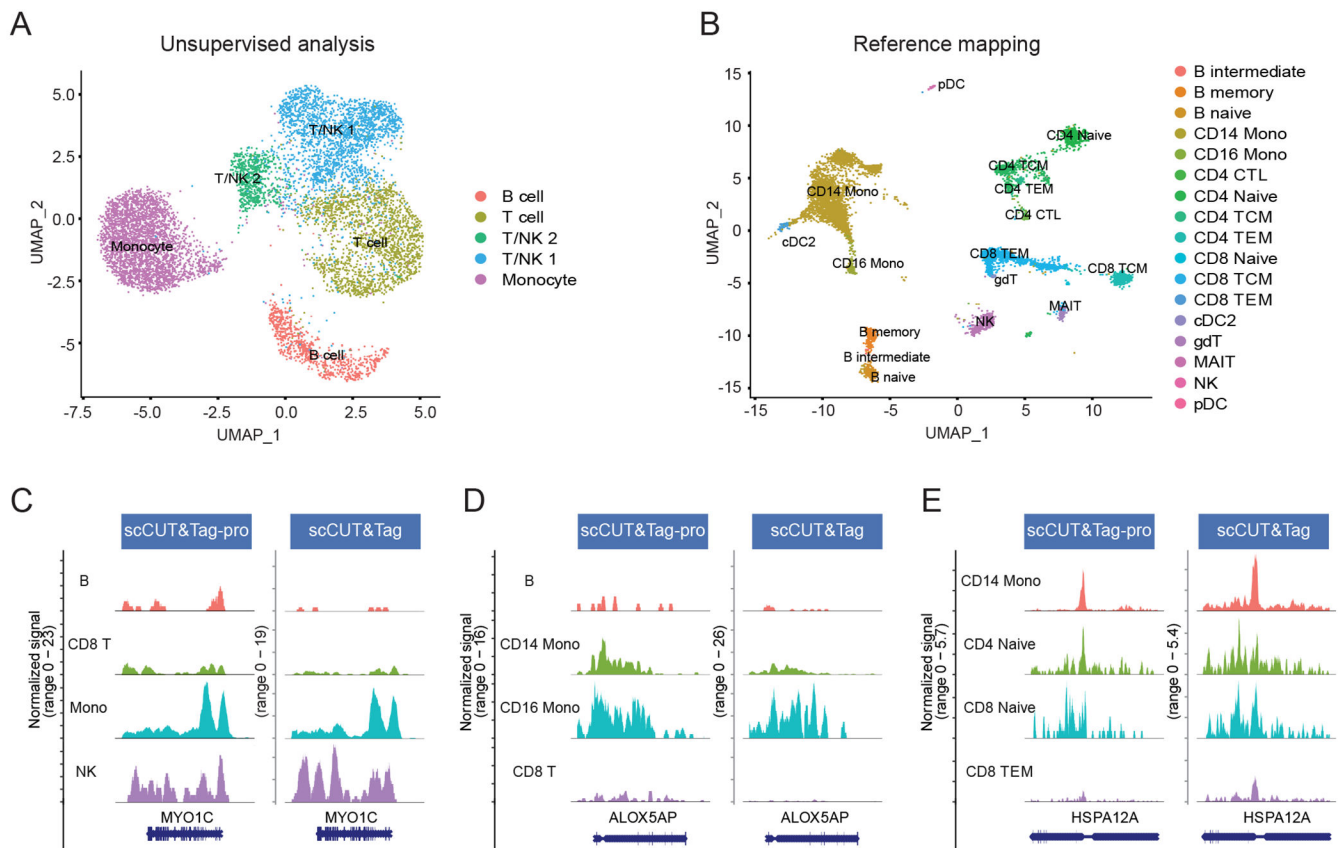 A
Unsupervised analysis
5.0
2.5
0.0
-2.5
-5
UMAP_2
-7.5
-5.0
-2.5
0.0
2.5
5.0
UMAP_1
T/NK 1
T/NK 2
T cell
Monocyte
B cell
B cell
T cell
T/NK 2
T/NK 1
Monocyte
B
Reference mapping
15
10
5
0
-5
-10
-15
UMAP_2
-15
-10
-5
0
5
10
UMAP_1
pDC
CD4 Naive
CD4 TCM
CD4 TEM
CD4 CTL
CD14 Mono
cDC2
CD16 Mono
CD8 TEM
gdT
CD8 TCM
MAIT
NK
B memory
B intermediate
B naive
B intermediate
B memory
B naive
CD14 Mono
CD16 Mono
CD4 CTL
CD4 Naive
CD4 TCM
CD4 TEM
CD8 Naive
CD8 TCM
CD8 TEM
cDC2
gdT
MAIT
NK
pDC
C
scCUT&Tag-pro
scCUT&Tag
Normalized signal
(range 0 – 23)
(range 0 – 19)
B
CD8 T
Mono
NK
MYO1C
MYO1C
D
scCUT&Tag-pro
scCUT&Tag
Normalized signal
(range 0 – 16)
(range 0 – 26)
B
CD14 Mono
CD16 Mono
CD8 T
ALOX5AP
ALOX5AP
E
scCUT&Tag-pro
scCUT&Tag
Normalized signal
(range 0 – 5.7)
(range 0 – 5.4)
CD14 Mono
CD4 Naive
CD8 Naive
CD8 TEM
HSPA12A
HSPA12A